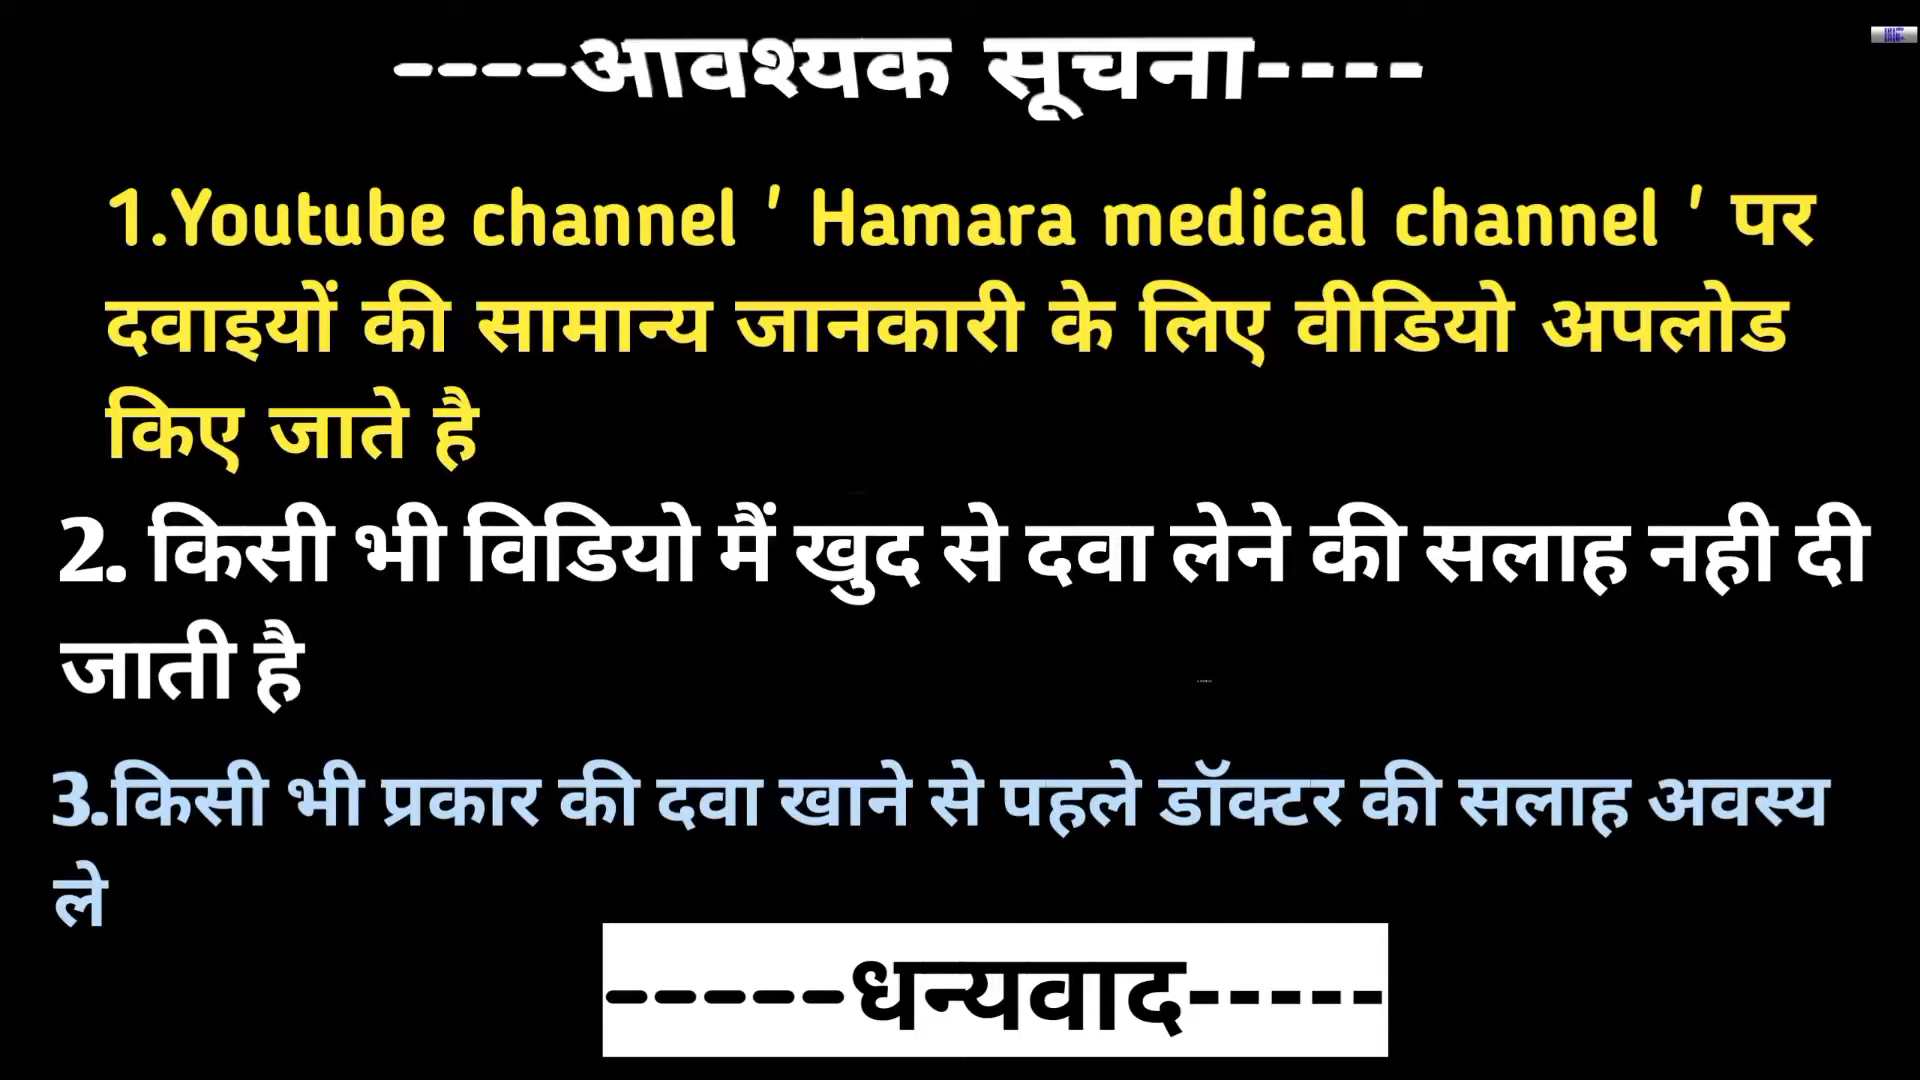 ----आवश्यक सूचना----
1.Youtube channel ' Hamara medical channel ' पर
दवाइयों की सामान्य जानकारी के लिए वीडियो अपलोड
किए जाते है
2. किसी भी विडियो मैं खुद से दवा लेने की सलाह नही दी
जाती है
3.किसी भी प्रकार की दवा खाने से पहले डॉक्टर की सलाह अवस्य
ले
-----धन्यवाद-----